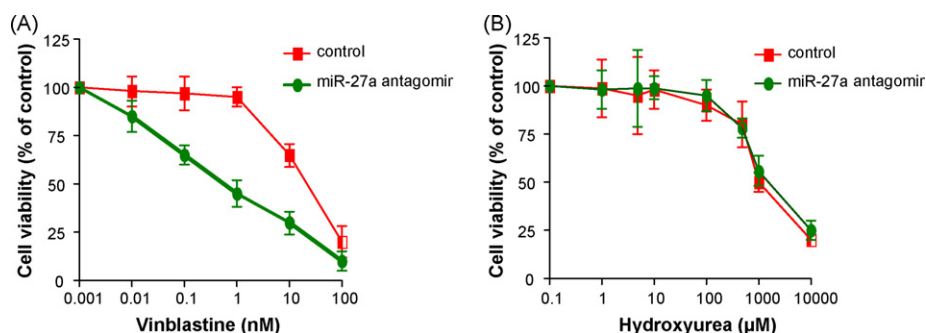 (A)
Cell viability (% of control)
125
100
75
50
25
0
0.001 0.01 0.1 1 10 100
Vinblastine (nM)
control
miR-27a antagomir
(B)
Cell viability (% of control)
125
100
75
50
25
0
0.1 1 10 100 1000 10000
Hydroxyurea (µM)
control
miR-27a antagomir